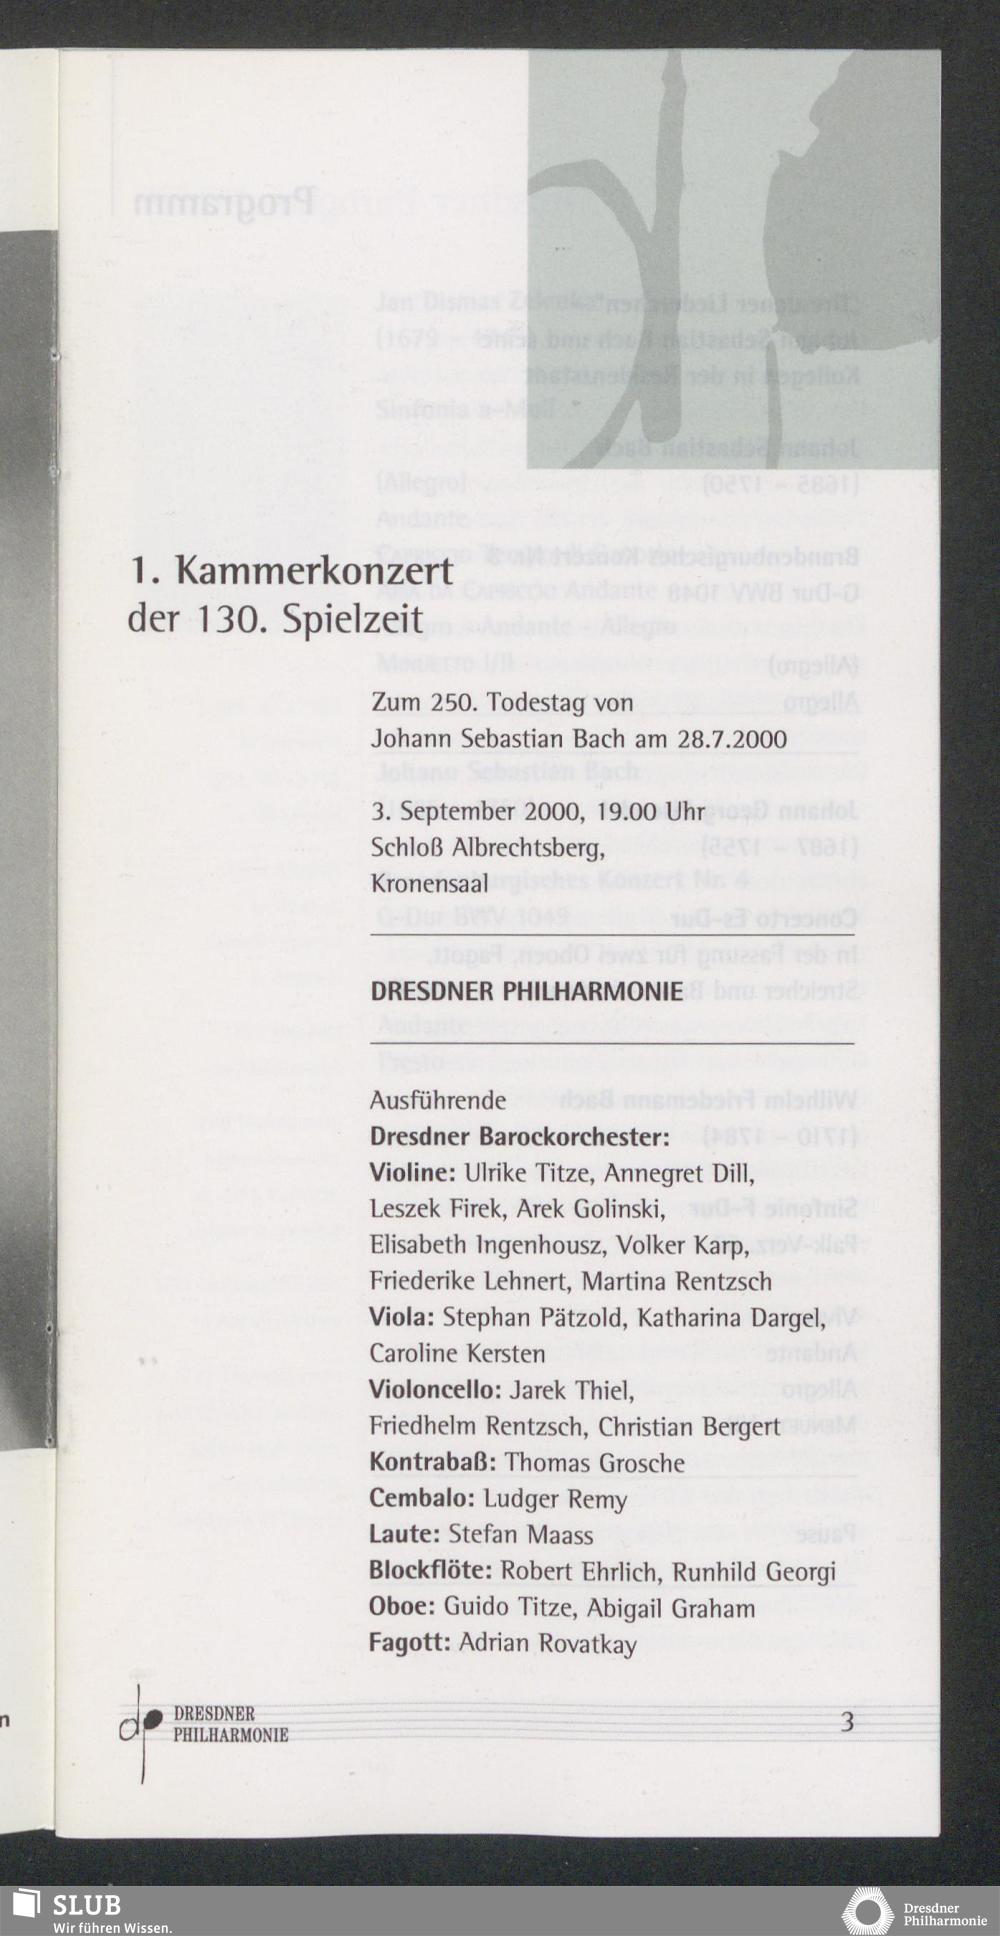 1. Kammerkonzert
der 130. Spielzeit
Zum 250. Todestag von
Johann Sebastian Bach am 28.7.2000
3. September 2000, 19.00 Uhr
Schloß Albrechtsberg,
Kronensaal
DRESDNER PHILHARMONIE
Ausführende
Dresdner Barockorchester:
Violine: Ulrike Titze, Annegret Dill,
Leszek Firek, Arek Golinski,
Elisabeth Ingenhousz, Volker Karp,
Friederike Lehnert, Martina Rentzsch
Viola: Stephan Pätzold, Katharina Dargel,
Caroline Kersten
Violoncello: Jarek Thiel,
Friedhelm Rentzsch, Christian Bergert
Kontrabaß: Thomas Grosche
Cembalo: Ludger Remy
Laute: Stefan Maass
Blockflöte: Robert Ehrlich, Runhild Georgi
Oboe: Guido Titze, Abigail Graham
Fagott: Adrian Rovatkay
n
dp DRESDNER
PHILHARMONIE
3
SLUB
Wir führen Wissen.
Dresdner
Philharmonie